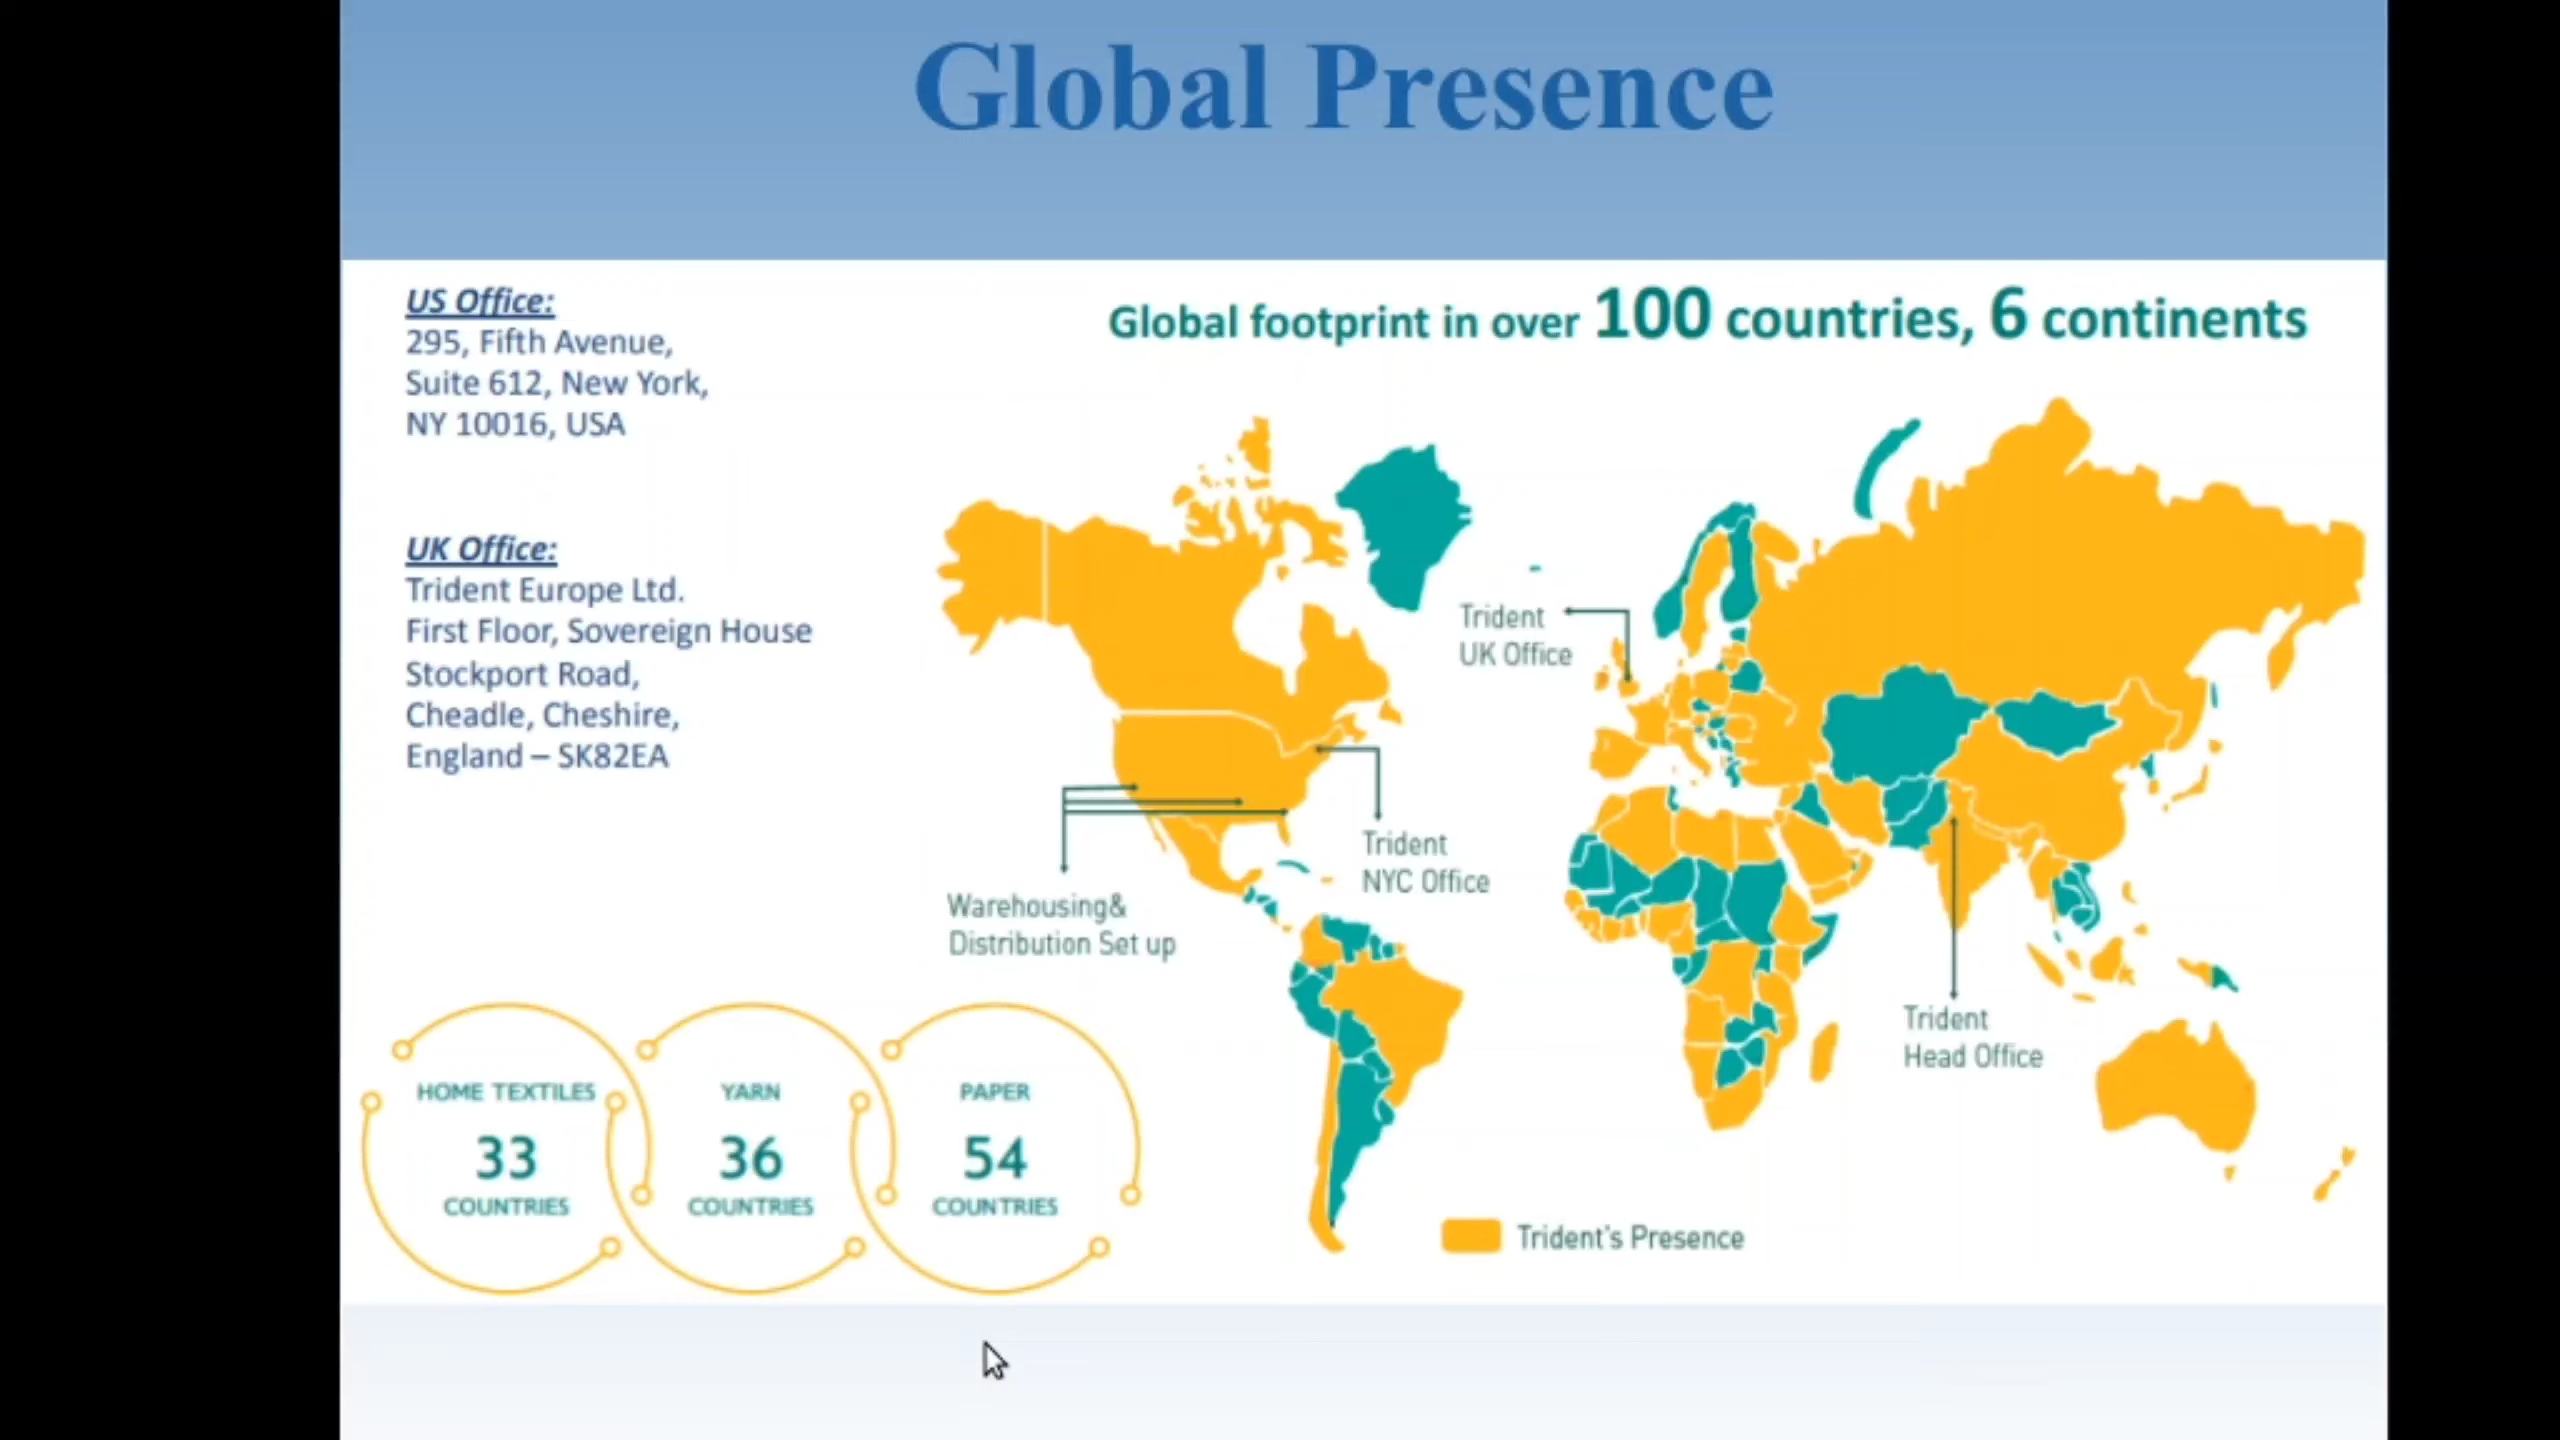 Global Presence
US Office:
295, Fifth Avenue,
Suite 612, New York,
NY 10016, USA
UK Office:
Trident Europe Ltd.
First Floor, Sovereign House
Stockport Road,
Cheadle, Cheshire,
England – SK82EA
Global footprint in over 100 countries, 6 continents
Trident
UK Office
Trident
NYC Office
Warehousing&
Distribution Set up
Trident
Head Office
HOME TEXTILES
33
COUNTRIES
YARN
36
COUNTRIES
PAPER
54
COUNTRIES
Trident's Presence